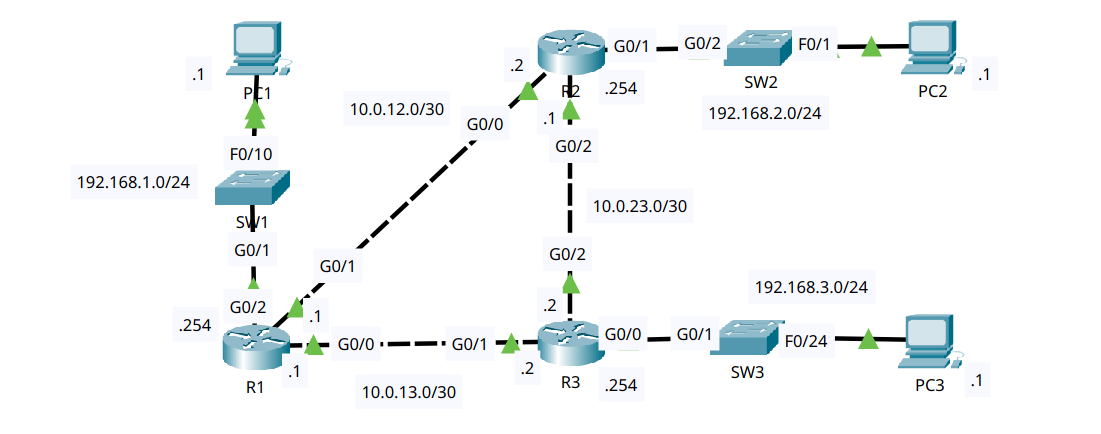 G0/1
G0/2
F0/1
.2
.1
SW2
.1
PC1
R2
.254
PC2
10.0.12.0/30
192.168.2.0/24
G0/0
.1
G0/2
F0/10
192.168.1.0/24
10.0.23.0/30
SW1
G0/1
G0/2
G0/1
192.168.3.0/24
G0/2
.2
.1
.254
G0/0
G0/1
F0/24
G0/0
G0/1
.2
.1
SW3
R1
R3
.254
PC3
.1
10.0.13.0/30